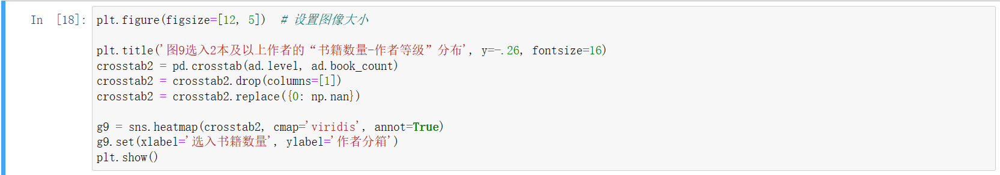 In [18]: plt.figure(figsize=[12, 5])  # 设置图像大小
plt.title('图9选入2本及以上作者的“书籍数量-作者等级”分布', y=-.26, fontsize=16)
crosstab2 = pd.crosstab(ad.level, ad.book_count)
crosstab2 = crosstab2.drop(columns=[1])
crosstab2 = crosstab2.replace({0: np.nan})
g9 = sns.heatmap(crosstab2, cmap='viridis', annot=True)
g9.set(xlabel='选入书籍数量', ylabel='作者分箱')
plt.show()